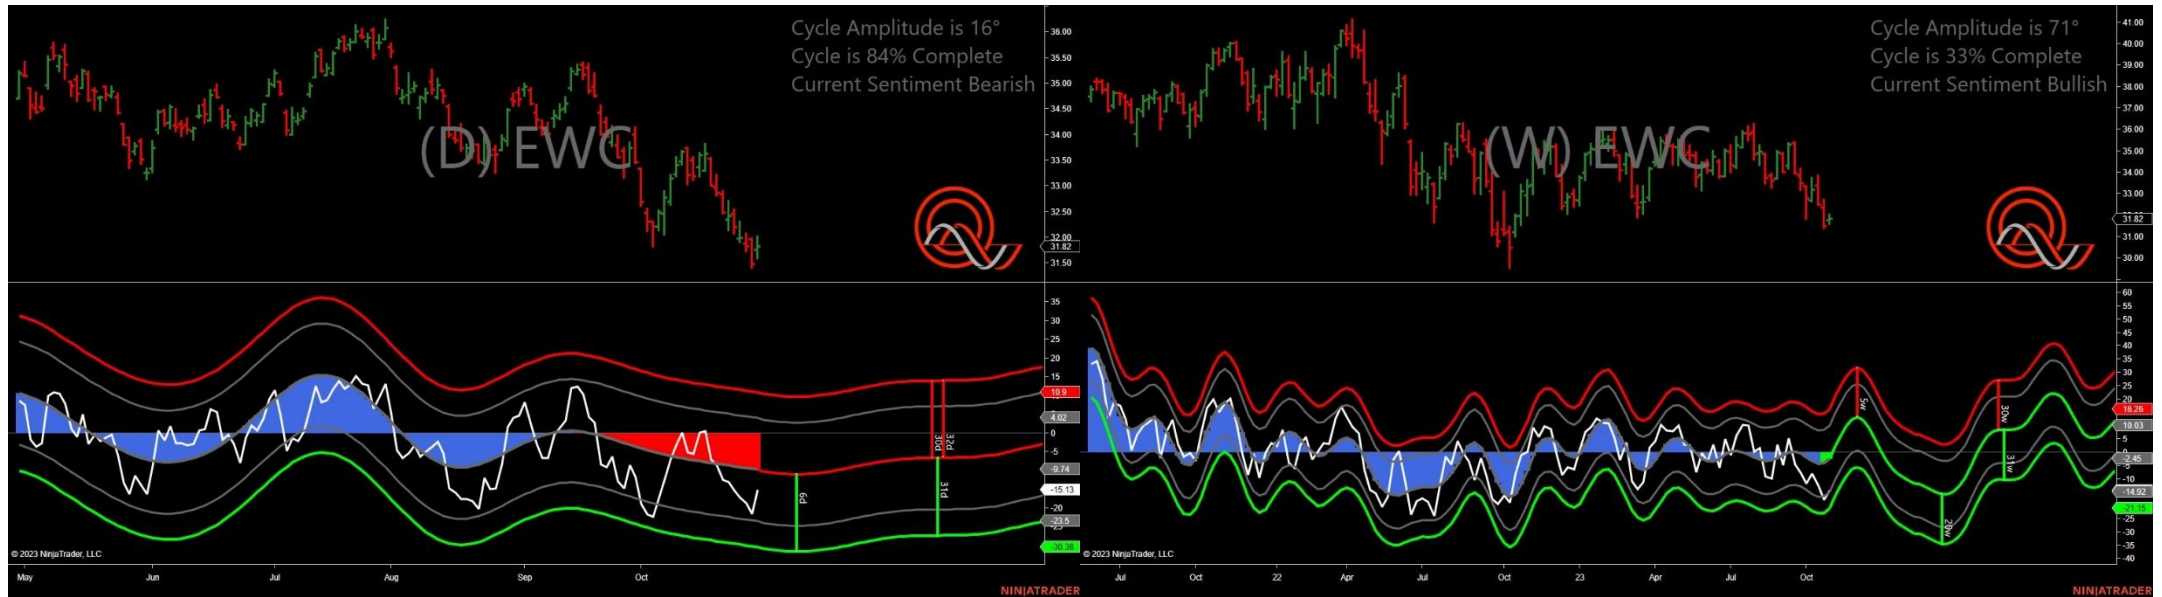 Cycle Amplitude is 16°
Cycle is 84% Complete
Current Sentiment Bearish
(D) EWC
36.00
35.50
35.00
34.50
34.00
33.50
33.00
32.50
32.00
31.82
31.50
35
30
25
20
15
10.9
4.02
0
-5
-9.74
-15.13
-20
-23.5
-30.38
6d
30d
32d
31d
© 2023 NinjaTrader, LLC
May Jun Jul Aug Sep Oct
NINJATRADER
Cycle Amplitude is 71°
Cycle is 33% Complete
Current Sentiment Bullish
(W) EWC
41.00
40.00
39.00
38.00
37.00
36.00
35.00
34.00
33.00
31.82
31.00
30.00
60
55
50
45
40
35
30
25
20
16.26
10.03
5
-2.45
-5
-10
-14.92
-21.15
-25
-30
-35
-40
5w
20w
30w
31w
© 2023 NinjaTrader, LLC
Jul Oct 22 Apr Jul Oct 23 Apr Jul Oct
NINJATRADER